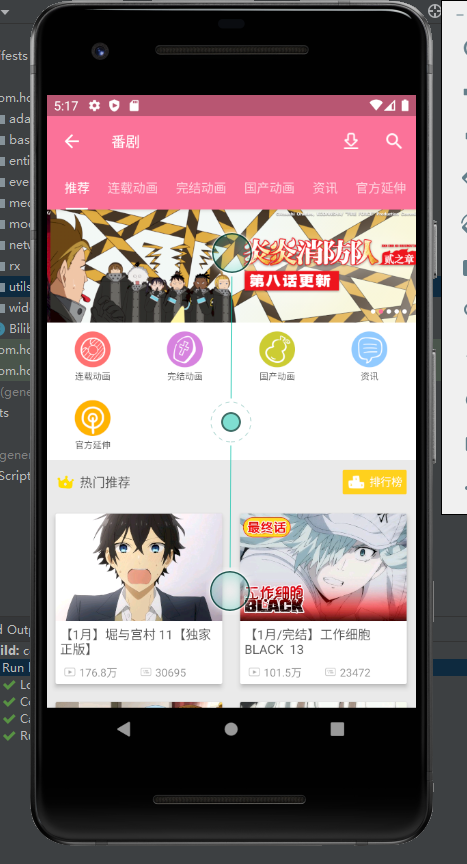 ffests
om.ho
ada
bas
enti
eve
mec
mod
netw
rx
utils
wid
Bilib
om.ho
om.ho
(gene
ts
gener
Script
d Outp
ild: c
Run l
Lo
Co
Ca
Ru
5:17
番剧
推荐 连载动画 完结动画 国产动画 资讯 官方延伸
炎炎消防队
贰之章
第八话更新
连载动画 完结动画 国产动画 资讯
官方延伸
热门推荐 排行榜
最终话
工作细胞
BLACK
【1月】堀与宫村 11【独家
正版】
176.8万 30695
【1月/完结】工作细胞
BLACK 13
101.5万 23472